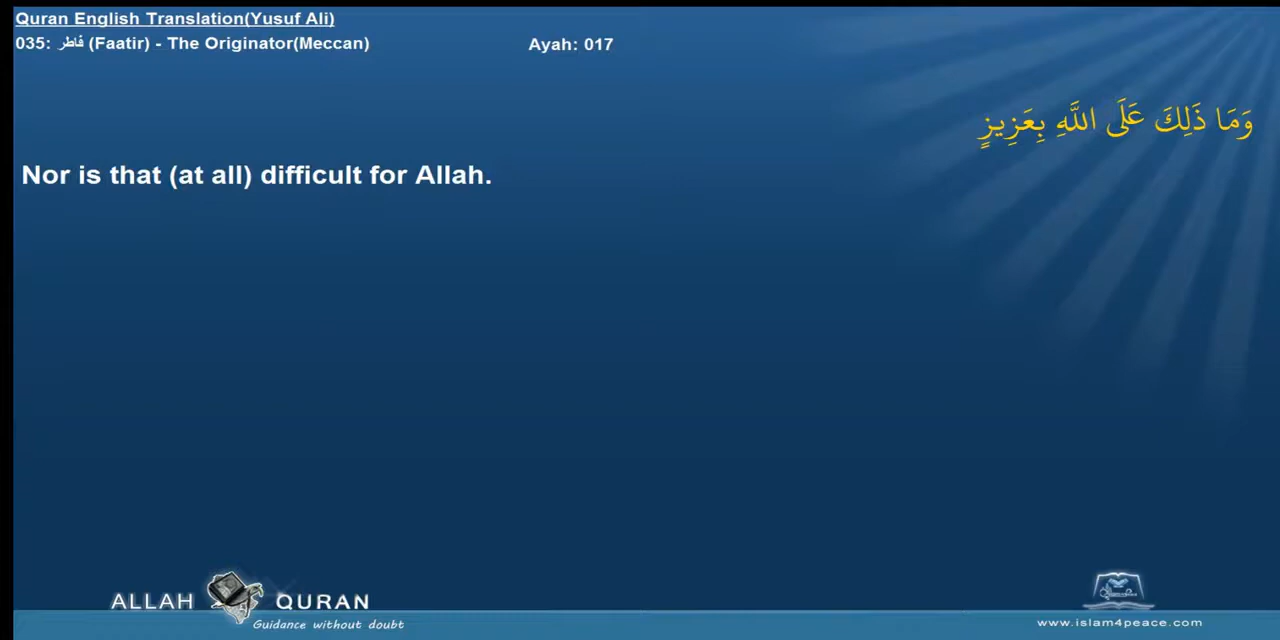 Quran English Translation(Yusuf Ali)
035: فاطر (Faatir) - The Originator(Meccan)
Ayah: 017
وَمَا ذَلِكَ عَلَى اللَّهِ بِعَزِيزٍ
Nor is that (at all) difficult for Allah.
ALLAH QURAN
Guidance without doubt
www.islam4peace.com